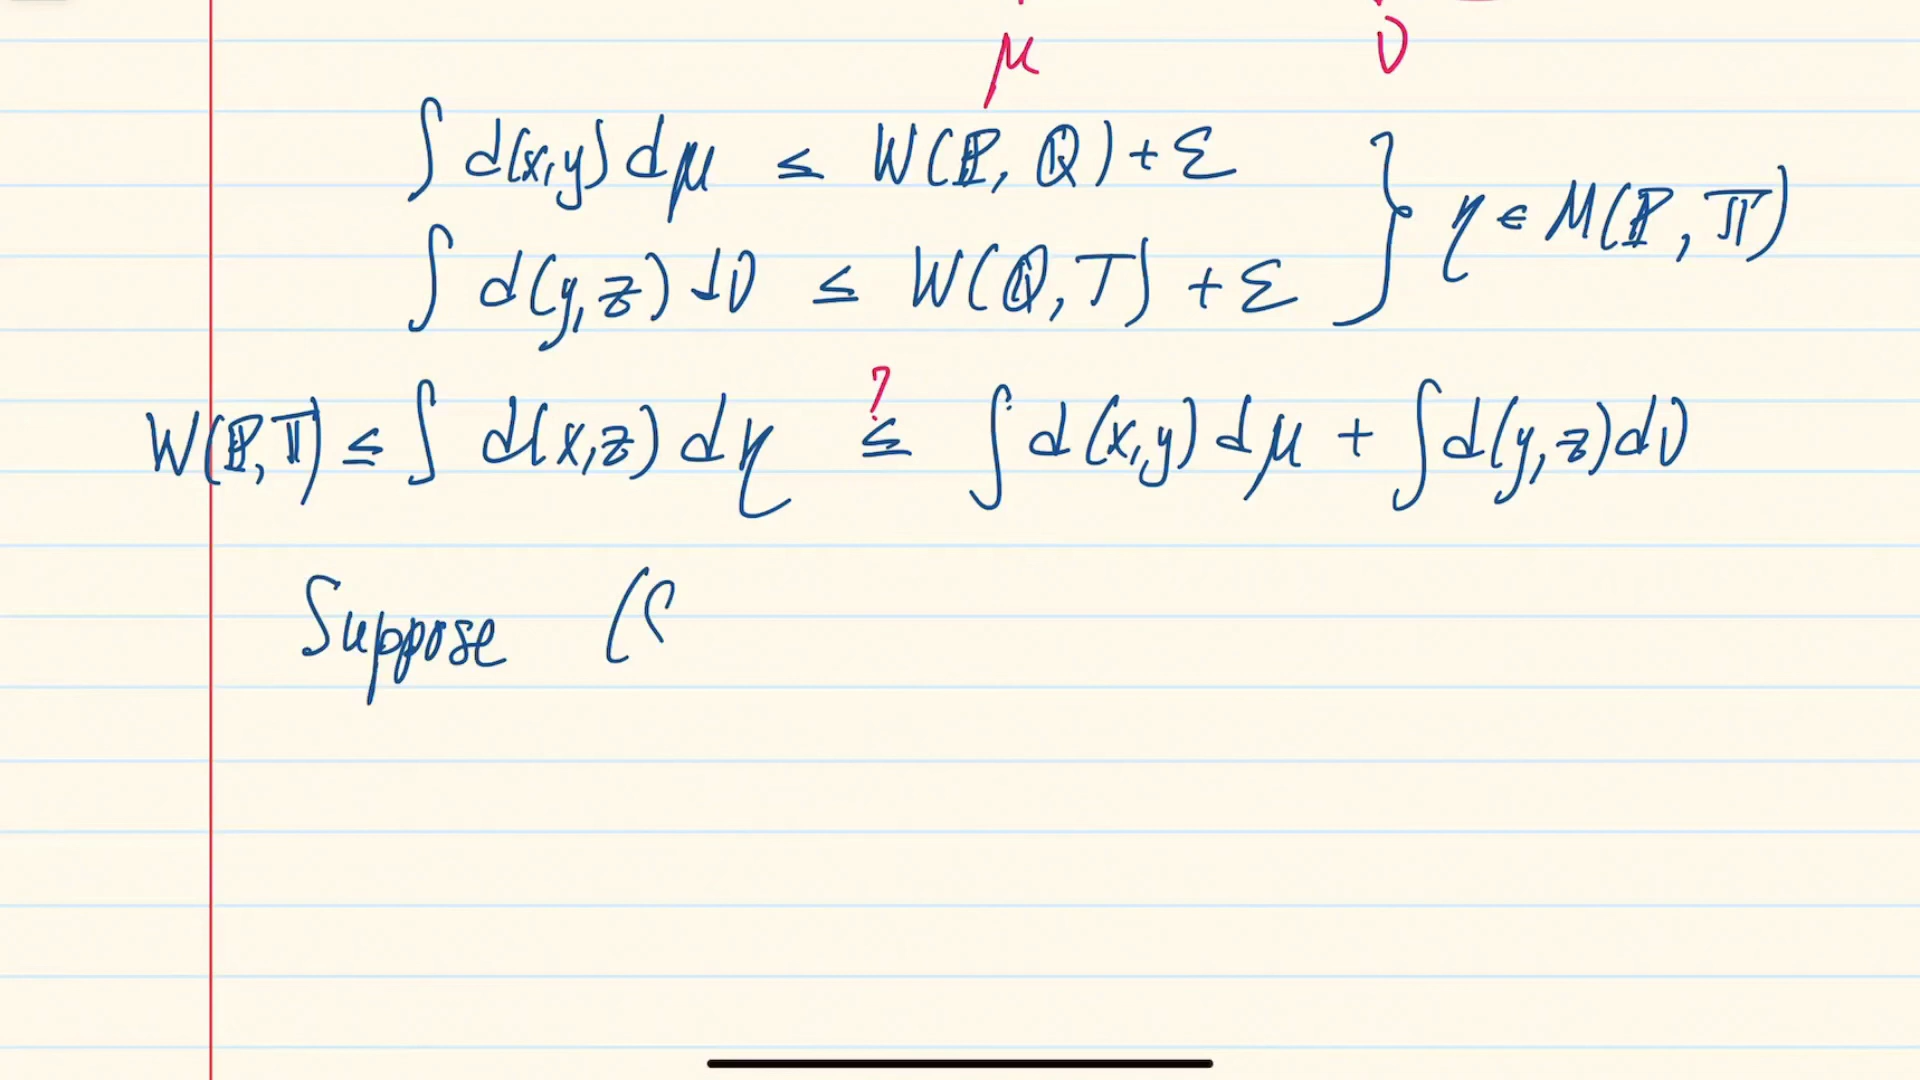 μ ν
∫ d(x,y) dμ ≤ W(ℙ, ℚ) + ε
∫ d(y,z) dν ≤ W(ℚ, T) + ε } η ∈ M(ℙ, 𝕋)
W(ℙ, 𝕋) ≤ ∫ d(x,z) dη ≤? ∫ d(x,y) dμ + ∫ d(y,z) dν
Suppose (